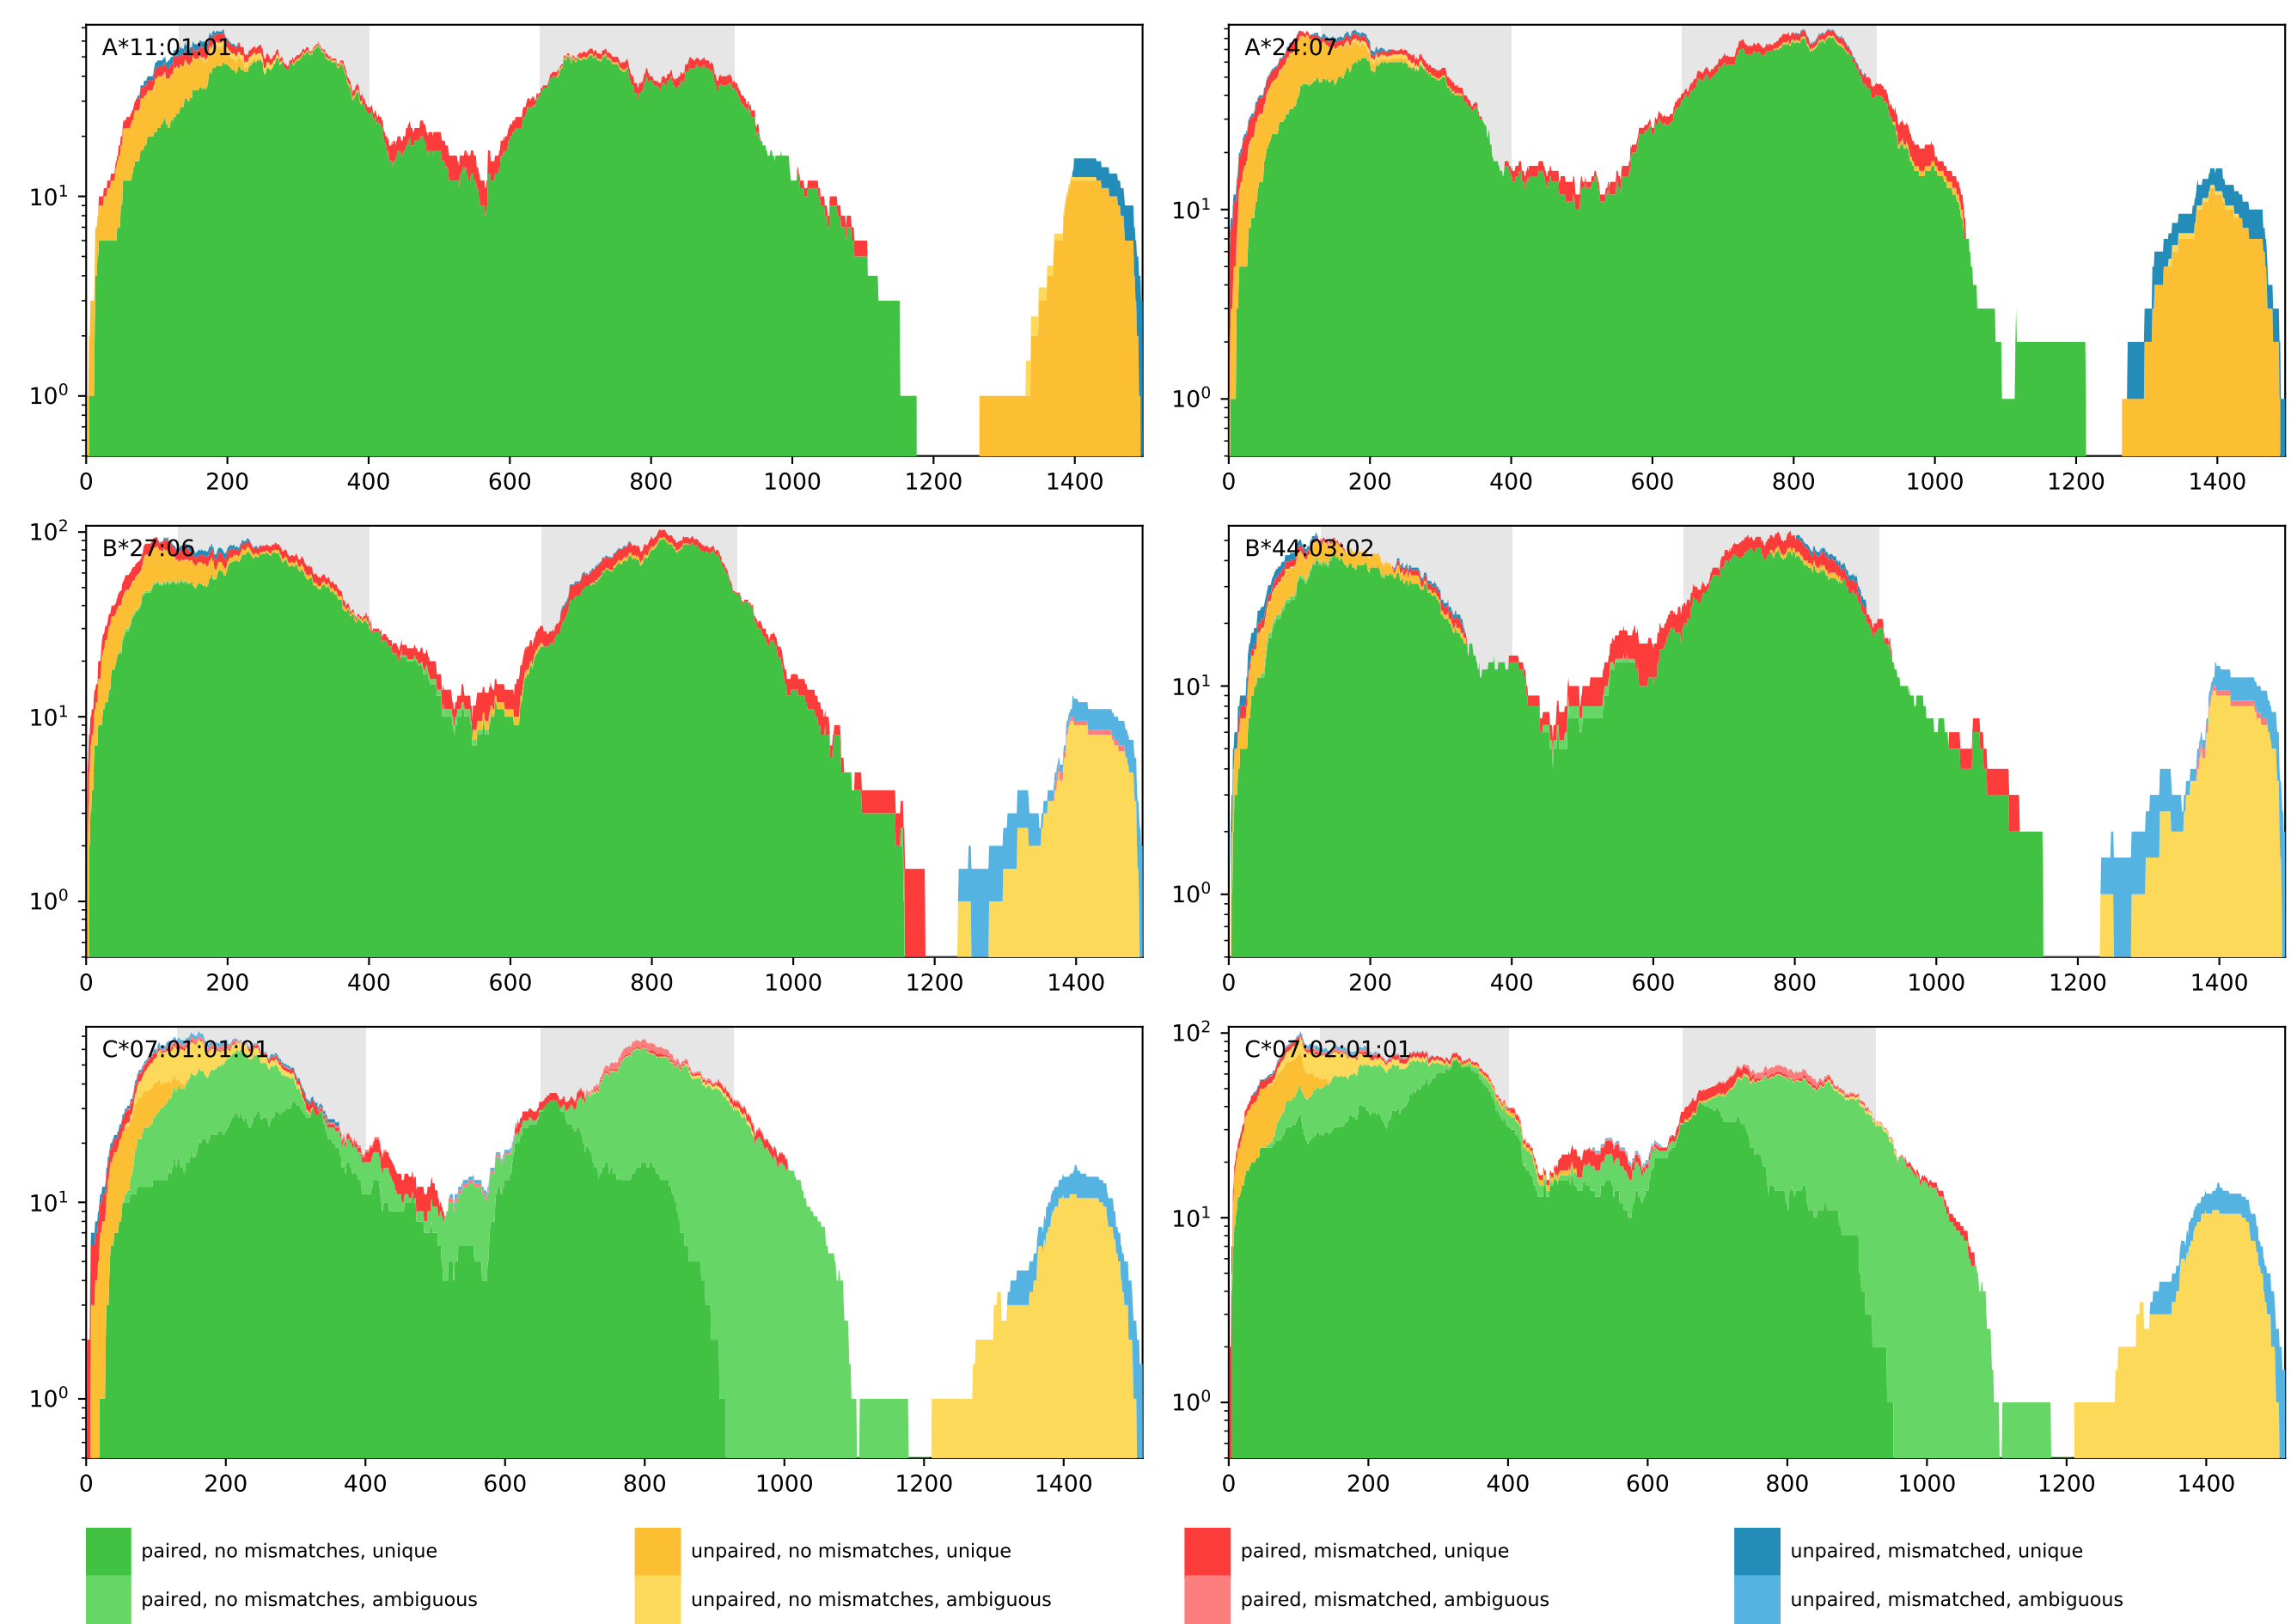 A*11:01:01
10¹
10⁰
0 200 400 600 800 1000 1200 1400
A*24:07
10¹
10⁰
0 200 400 600 800 1000 1200 1400
B*27:06
10²
10¹
10⁰
0 200 400 600 800 1000 1200 1400
B*44:03:02
10¹
10⁰
0 200 400 600 800 1000 1200 1400
C*07:01:01:01
10¹
10⁰
0 200 400 600 800 1000 1200 1400
C*07:02:01:01
10²
10¹
10⁰
0 200 400 600 800 1000 1200 1400
paired, no mismatches, unique
paired, no mismatches, ambiguous
unpaired, no mismatches, unique
unpaired, no mismatches, ambiguous
paired, mismatched, unique
paired, mismatched, ambiguous
unpaired, mismatched, unique
unpaired, mismatched, ambiguous